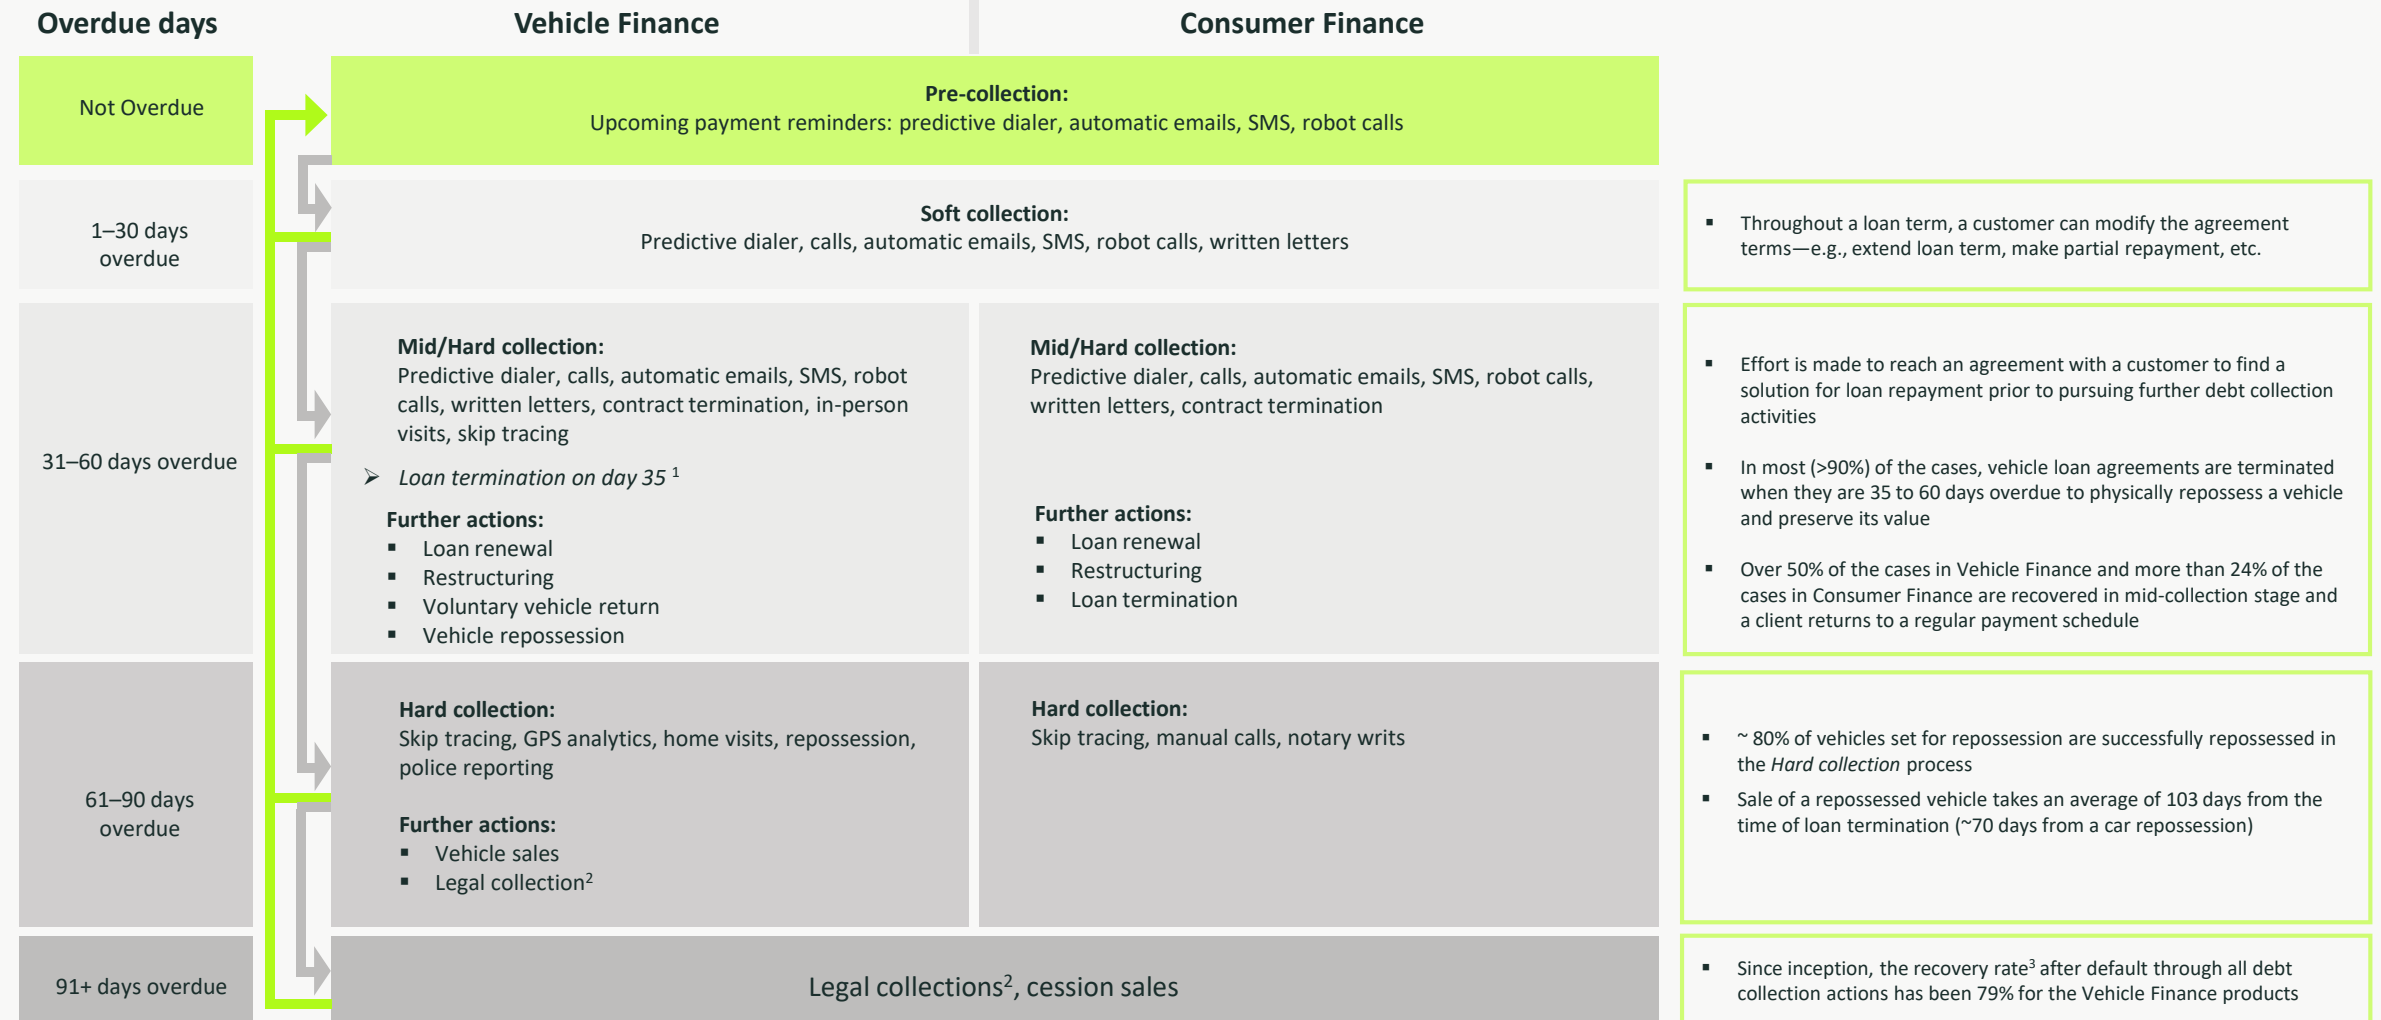 Overdue days
Vehicle Finance
Consumer Finance
Not Overdue
Pre-collection:
Upcoming payment reminders: predictive dialer, automatic emails, SMS, robot calls
1–30 days
overdue
Soft collection:
Predictive dialer, calls, automatic emails, SMS, robot calls, written letters
▪ Throughout a loan term, a customer can modify the agreement
terms—e.g., extend loan term, make partial repayment, etc.
31–60 days overdue
Mid/Hard collection:
Predictive dialer, calls, automatic emails, SMS, robot
calls, written letters, contract termination, in-person
visits, skip tracing
➢ Loan termination on day 35 ¹
Further actions:
▪ Loan renewal
▪ Restructuring
▪ Voluntary vehicle return
▪ Vehicle repossession
Mid/Hard collection:
Predictive dialer, calls, automatic emails, SMS, robot calls,
written letters, contract termination
Further actions:
▪ Loan renewal
▪ Restructuring
▪ Loan termination
▪ Effort is made to reach an agreement with a customer to find a
solution for loan repayment prior to pursuing further debt collection
activities
▪ In most (>90%) of the cases, vehicle loan agreements are terminated
when they are 35 to 60 days overdue to physically repossess a vehicle
and preserve its value
▪ Over 50% of the cases in Vehicle Finance and more than 24% of the
cases in Consumer Finance are recovered in mid-collection stage and
a client returns to a regular payment schedule
61–90 days
overdue
Hard collection:
Skip tracing, GPS analytics, home visits, repossession,
police reporting
Further actions:
▪ Vehicle sales
▪ Legal collection²
Hard collection:
Skip tracing, manual calls, notary writs
▪ ~ 80% of vehicles set for repossession are successfully repossessed in
the Hard collection process
▪ Sale of a repossessed vehicle takes an average of 103 days from the
time of loan termination (~70 days from a car repossession)
91+ days overdue
Legal collections², cession sales
▪ Since inception, the recovery rate³ after default through all debt
collection actions has been 79% for the Vehicle Finance products